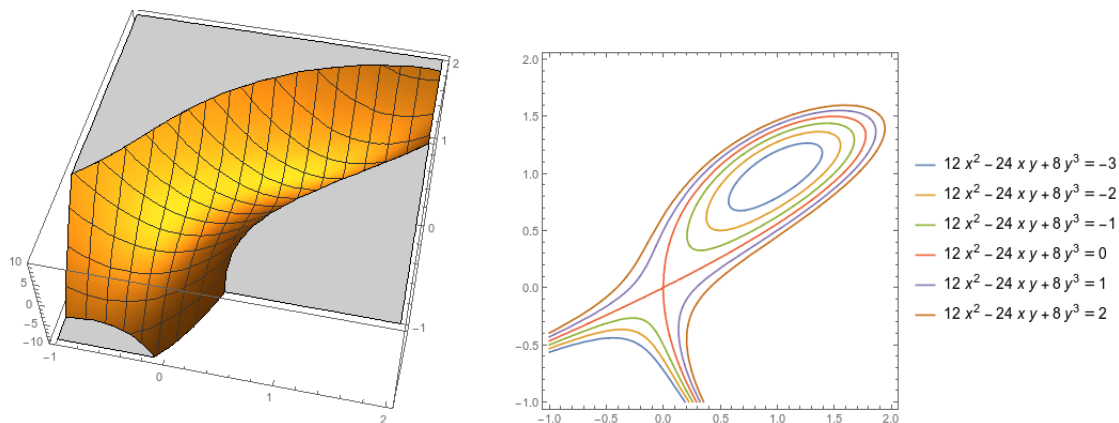 2
1
0
-1
10
5
0
-5
-10
-1
0
1
2
2.0
1.5
1.0
0.5
0.0
-0.5
-1.0
-1.0 -0.5 0.0 0.5 1.0 1.5 2.0
12 x² − 24 x y + 8 y³ = −3
12 x² − 24 x y + 8 y³ = −2
12 x² − 24 x y + 8 y³ = −1
12 x² − 24 x y + 8 y³ = 0
12 x² − 24 x y + 8 y³ = 1
12 x² − 24 x y + 8 y³ = 2